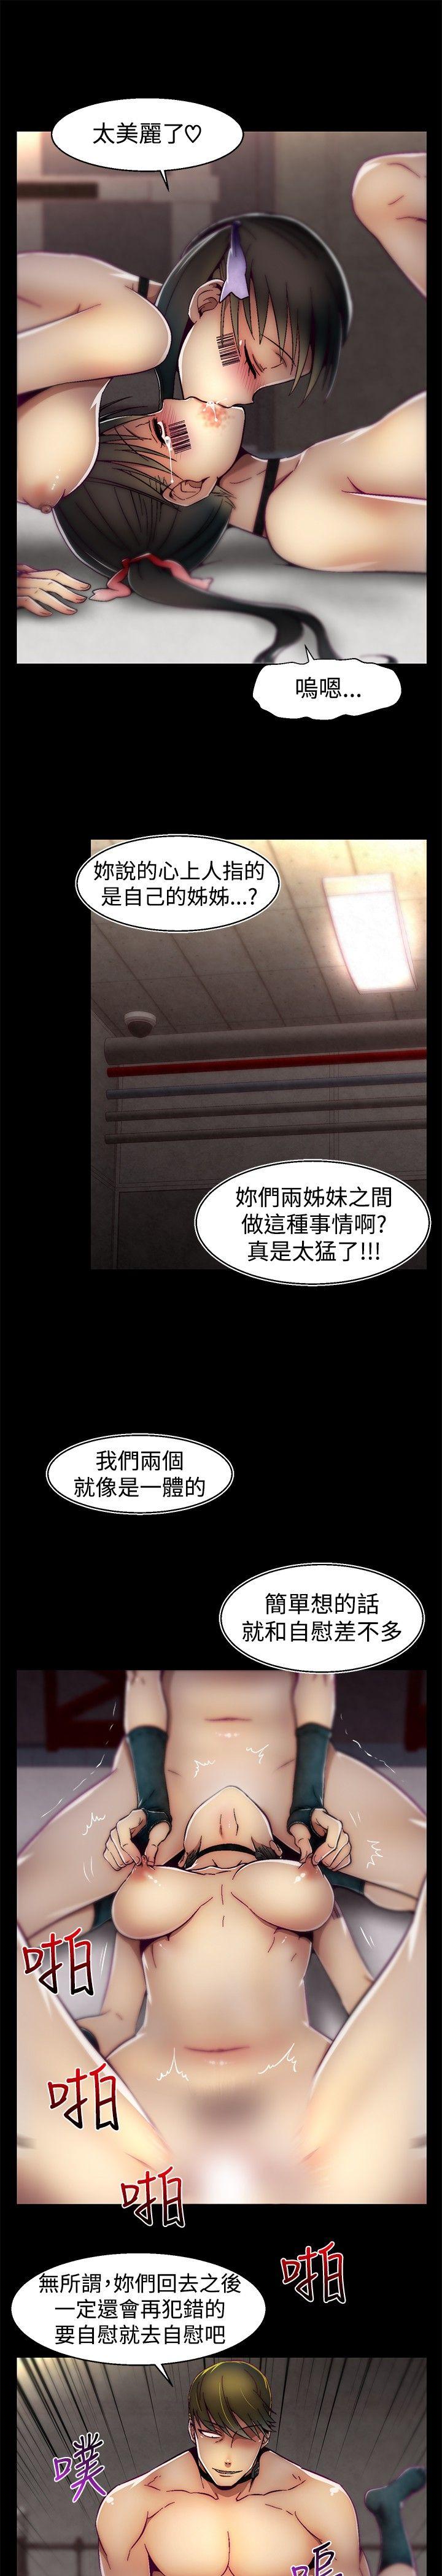 太美麗了♡
嗚嗯...
妳說的心上人指的
是自己的姊姊...?
妳們兩姊妹之間
做這種事情啊?
真是太猛了!!!
我們兩個
就像是一體的
簡單想的話
就和自慰差不多
啪
啪
啪
啪
無所謂,妳們回去之後
一定還會再犯錯的
要自慰就去自慰吧
噗